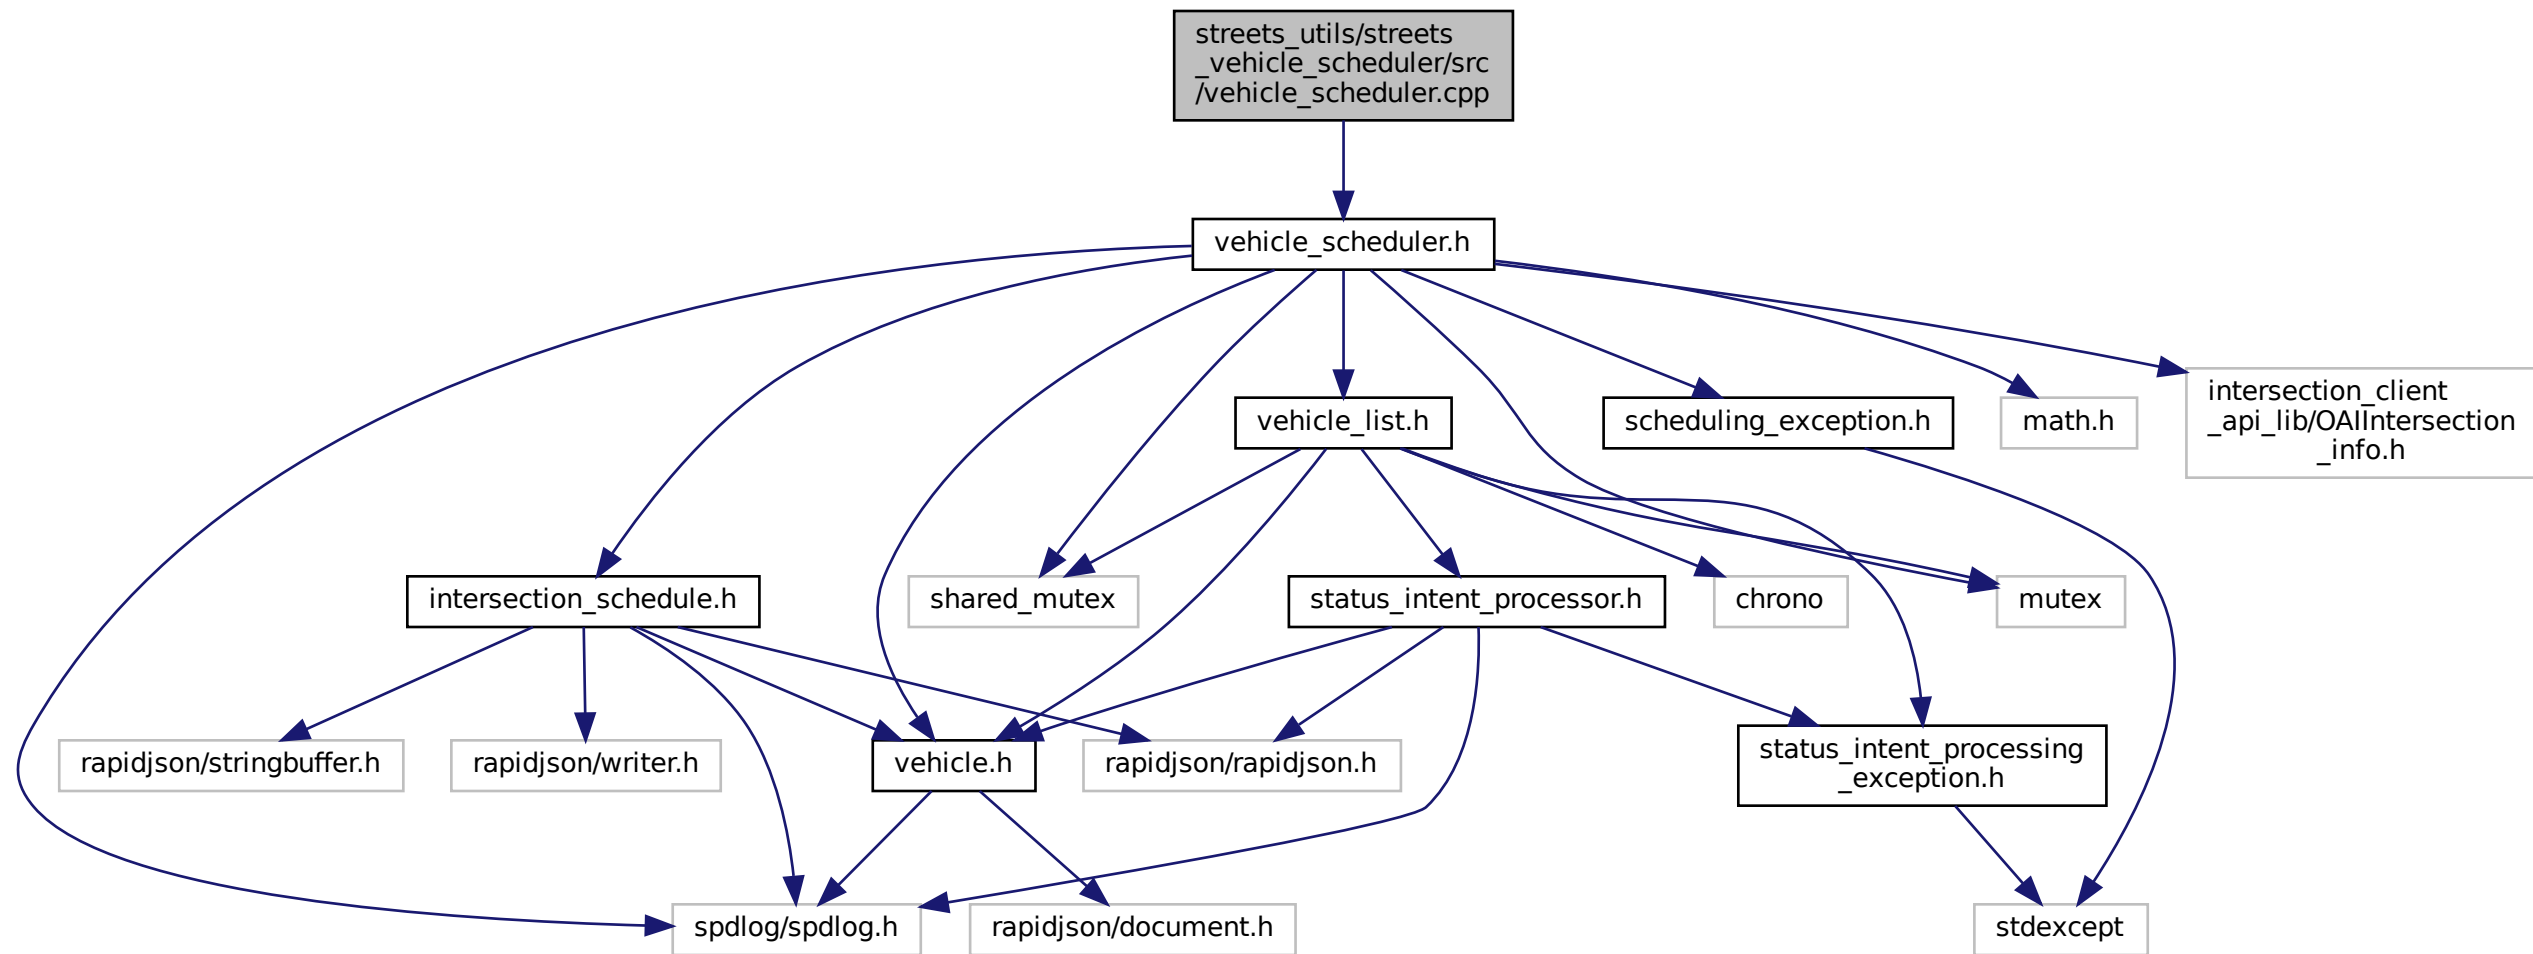 streets_utils/streets
_vehicle_scheduler/src
/vehicle_scheduler.cpp
vehicle_scheduler.h
vehicle_list.h
scheduling_exception.h
math.h
intersection_client
_api_lib/OAIIntersection
_info.h
intersection_schedule.h
shared_mutex
status_intent_processor.h
chrono
mutex
rapidjson/stringbuffer.h
rapidjson/writer.h
vehicle.h
rapidjson/rapidjson.h
status_intent_processing
_exception.h
spdlog/spdlog.h
rapidjson/document.h
stdexcept